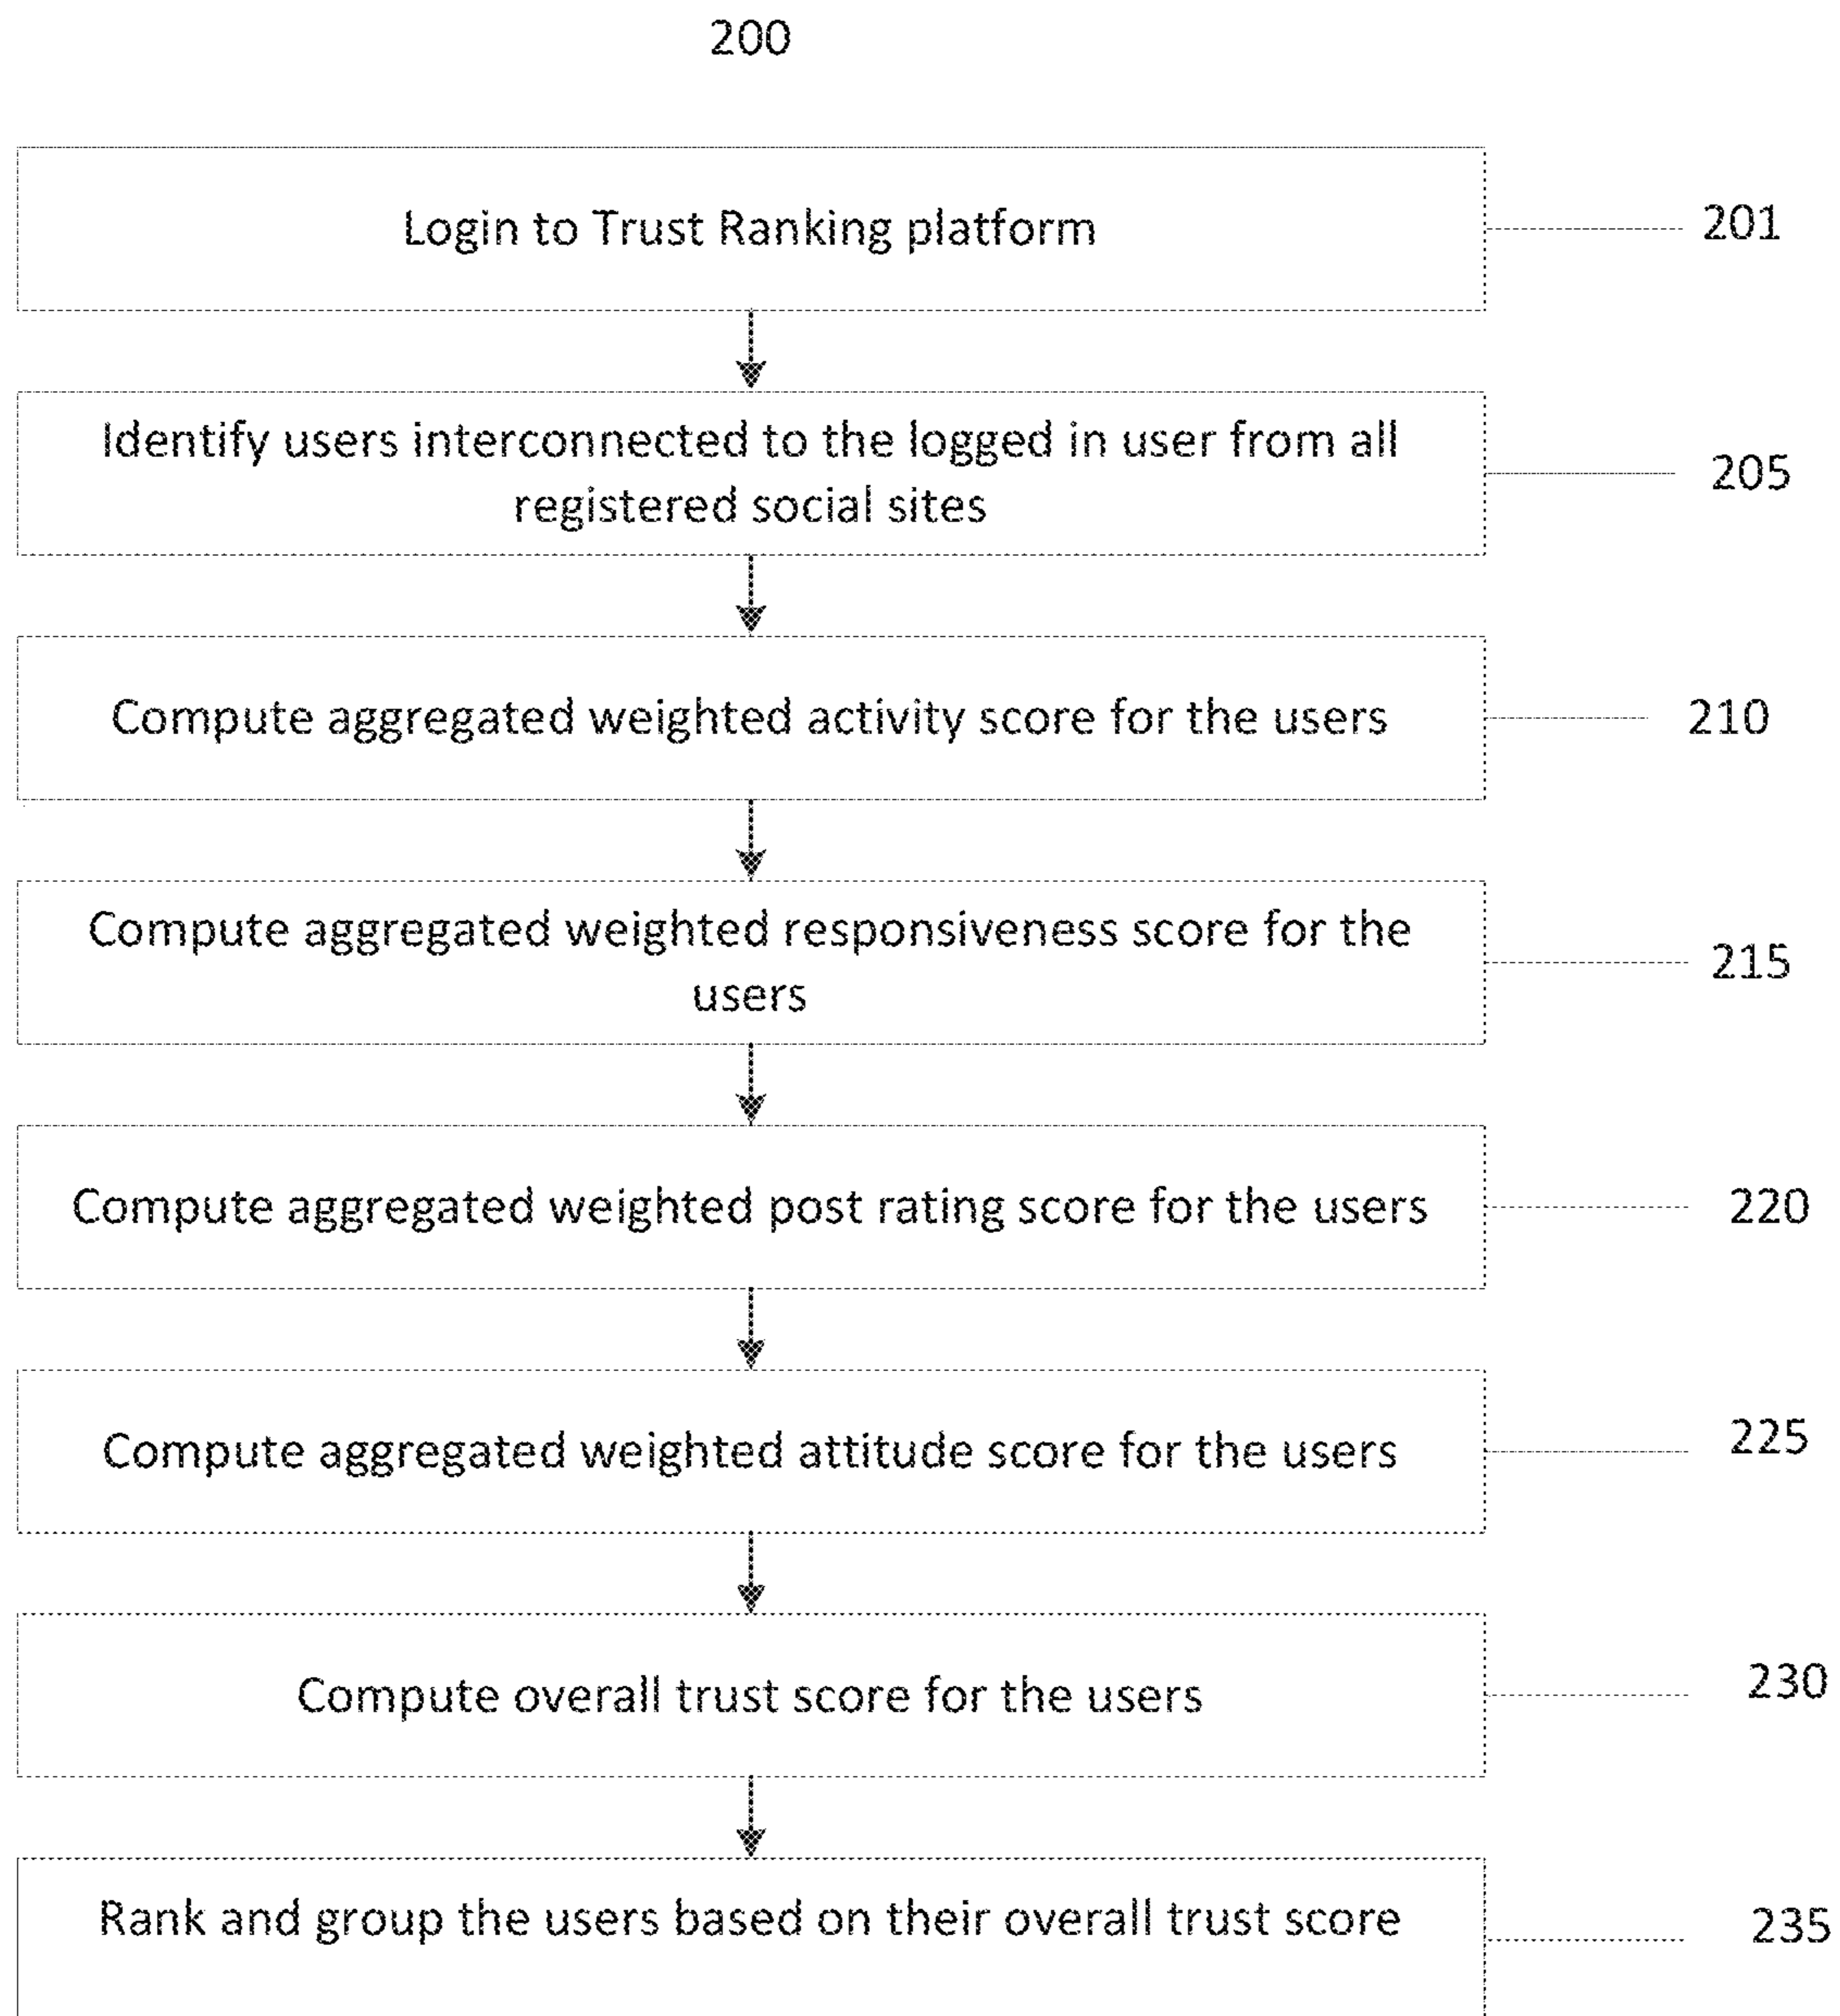 200
Login to Trust Ranking platform
201
Identify users interconnected to the logged in user from all
registered social sites
205
Compute aggregated weighted activity score for the users
210
Compute aggregated weighted responsiveness score for the
users
215
Compute aggregated weighted post rating score for the users
220
Compute aggregated weighted attitude score for the users
225
Compute overall trust score for the users
230
Rank and group the users based on their overall trust score
235